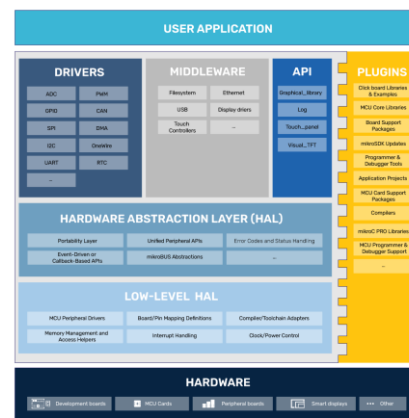 USER APPLICATION
DRIVERS
ADC
PWM
GPIO
CAN
SPI
DMA
I2C
OneWire
UART
RTC
...
MIDDLEWARE
Filesystem
Ethernet
USB
Display drivers
Touch
Controllers
...
API
Graphical_library
Log
Touch_panel
Visual_TFT
PLUGINS
Click board Libraries
& Examples
MCU Core Libraries
Board Support
Packages
mikroSDK Updates
Programmer &
Debugger Tools
Application Projects
MCU Card Support
Packages
Compilers
mikroC PRO Libraries
MCU Programmer &
Debugger Support
...
HARDWARE ABSTRACTION LAYER (HAL)
Portability Layer
Unified Peripheral APIs
Error Codes and Status Handling
Event-Driven or
Callback-Based APIs
mikroBUS Abstractions
...
LOW-LEVEL HAL
MCU Peripheral Drivers
Board/Pin Mapping Definitions
Compiler/Toolchain Adapters
Memory Management and
Access Helpers
Interrupt Handling
Clock/Power Control
HARDWARE
Development boards
MCU Cards
Peripheral boards
Smart displays
... Other